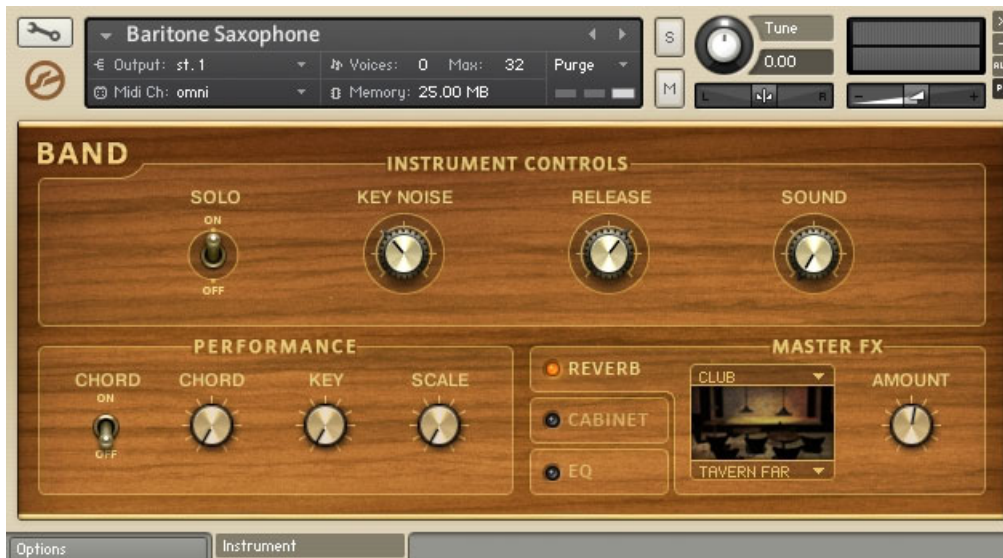 Baritone Saxophone
S
Tune
Output: st.1
Voices: 0 Max: 32
Purge
0.00
Midi Ch: omni
Memory: 25.00 MB
M
L
R
BAND
INSTRUMENT CONTROLS
SOLO
KEY NOISE
RELEASE
SOUND
ON
OFF
PERFORMANCE
MASTER FX
CHORD
CHORD
KEY
SCALE
ON
OFF
REVERB
CABINET
EQ
CLUB
TAVERN FAR
AMOUNT
Options
Instrument